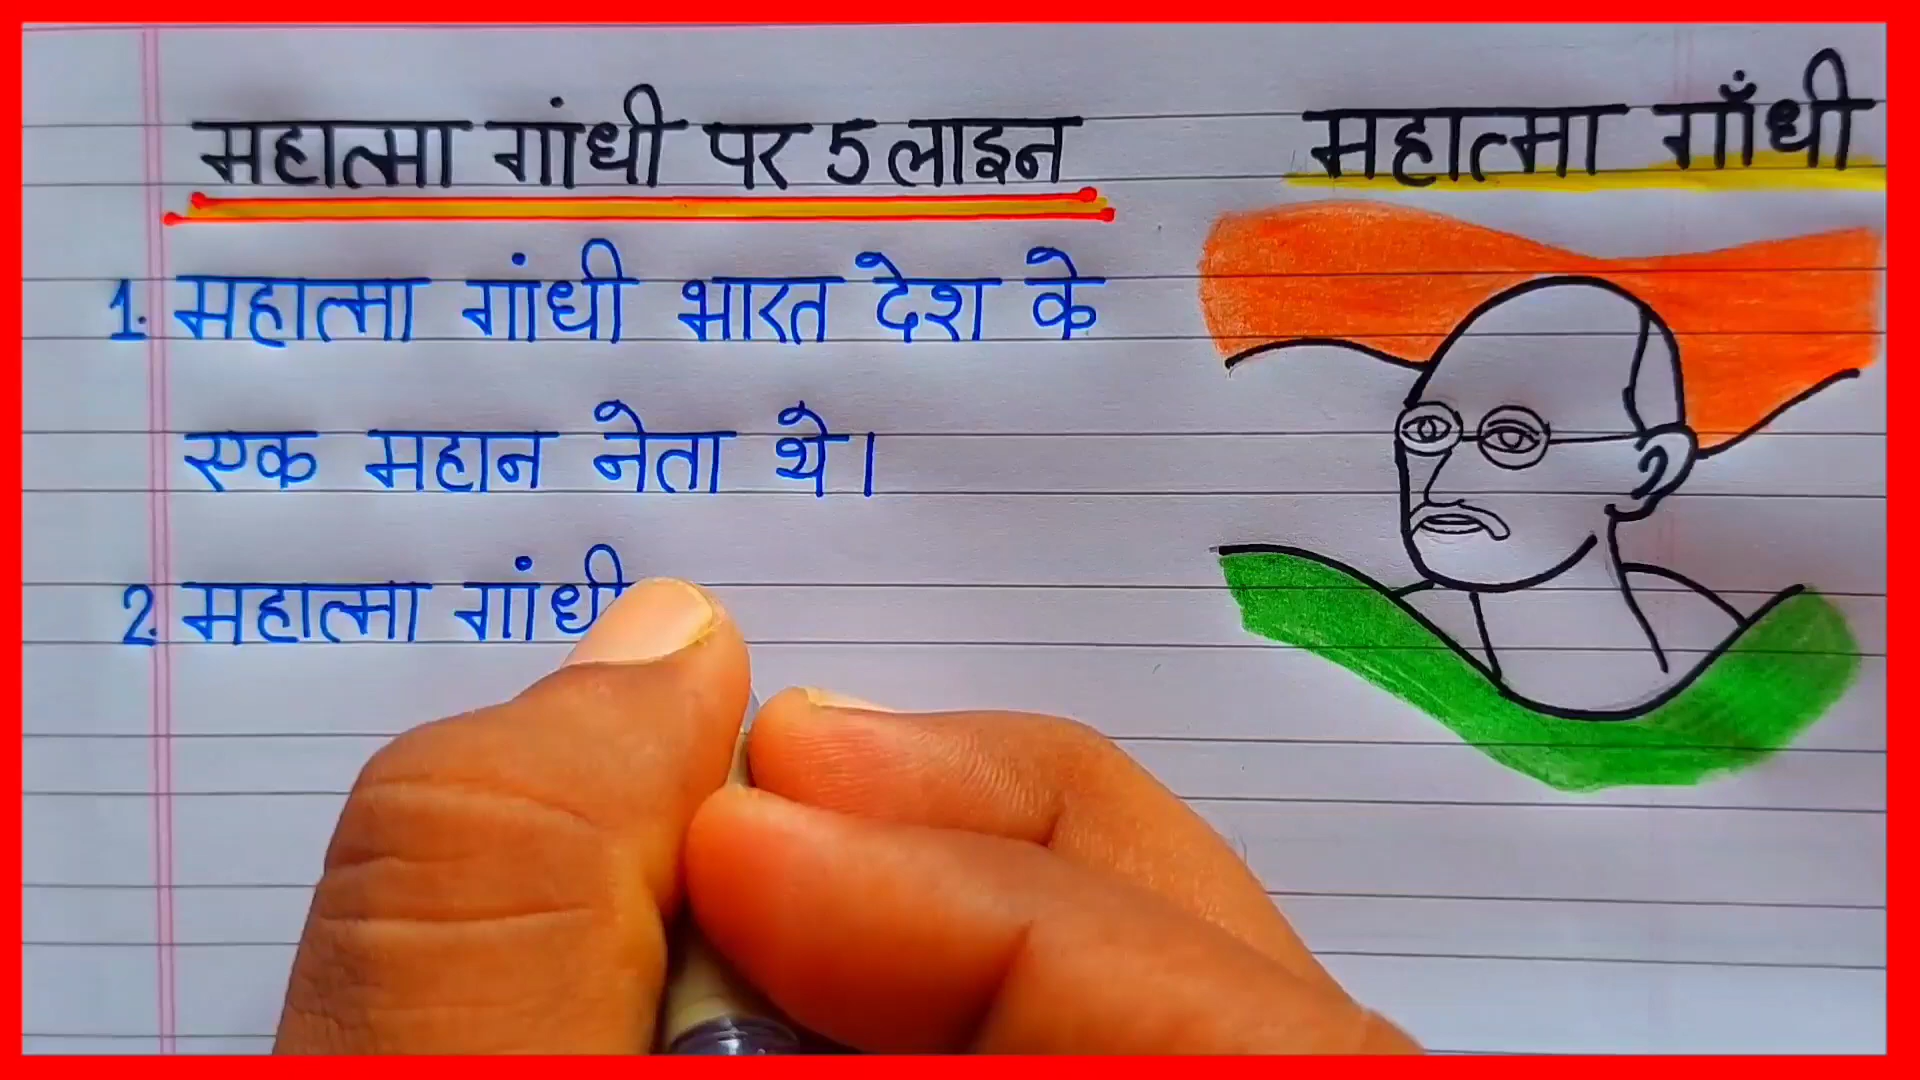 महात्मा गांधी पर 5 लाइन
महात्मा गाँधी
1. महात्मा गांधी भारत देश के
एक महान नेता थे।
2. महात्मा गांधी